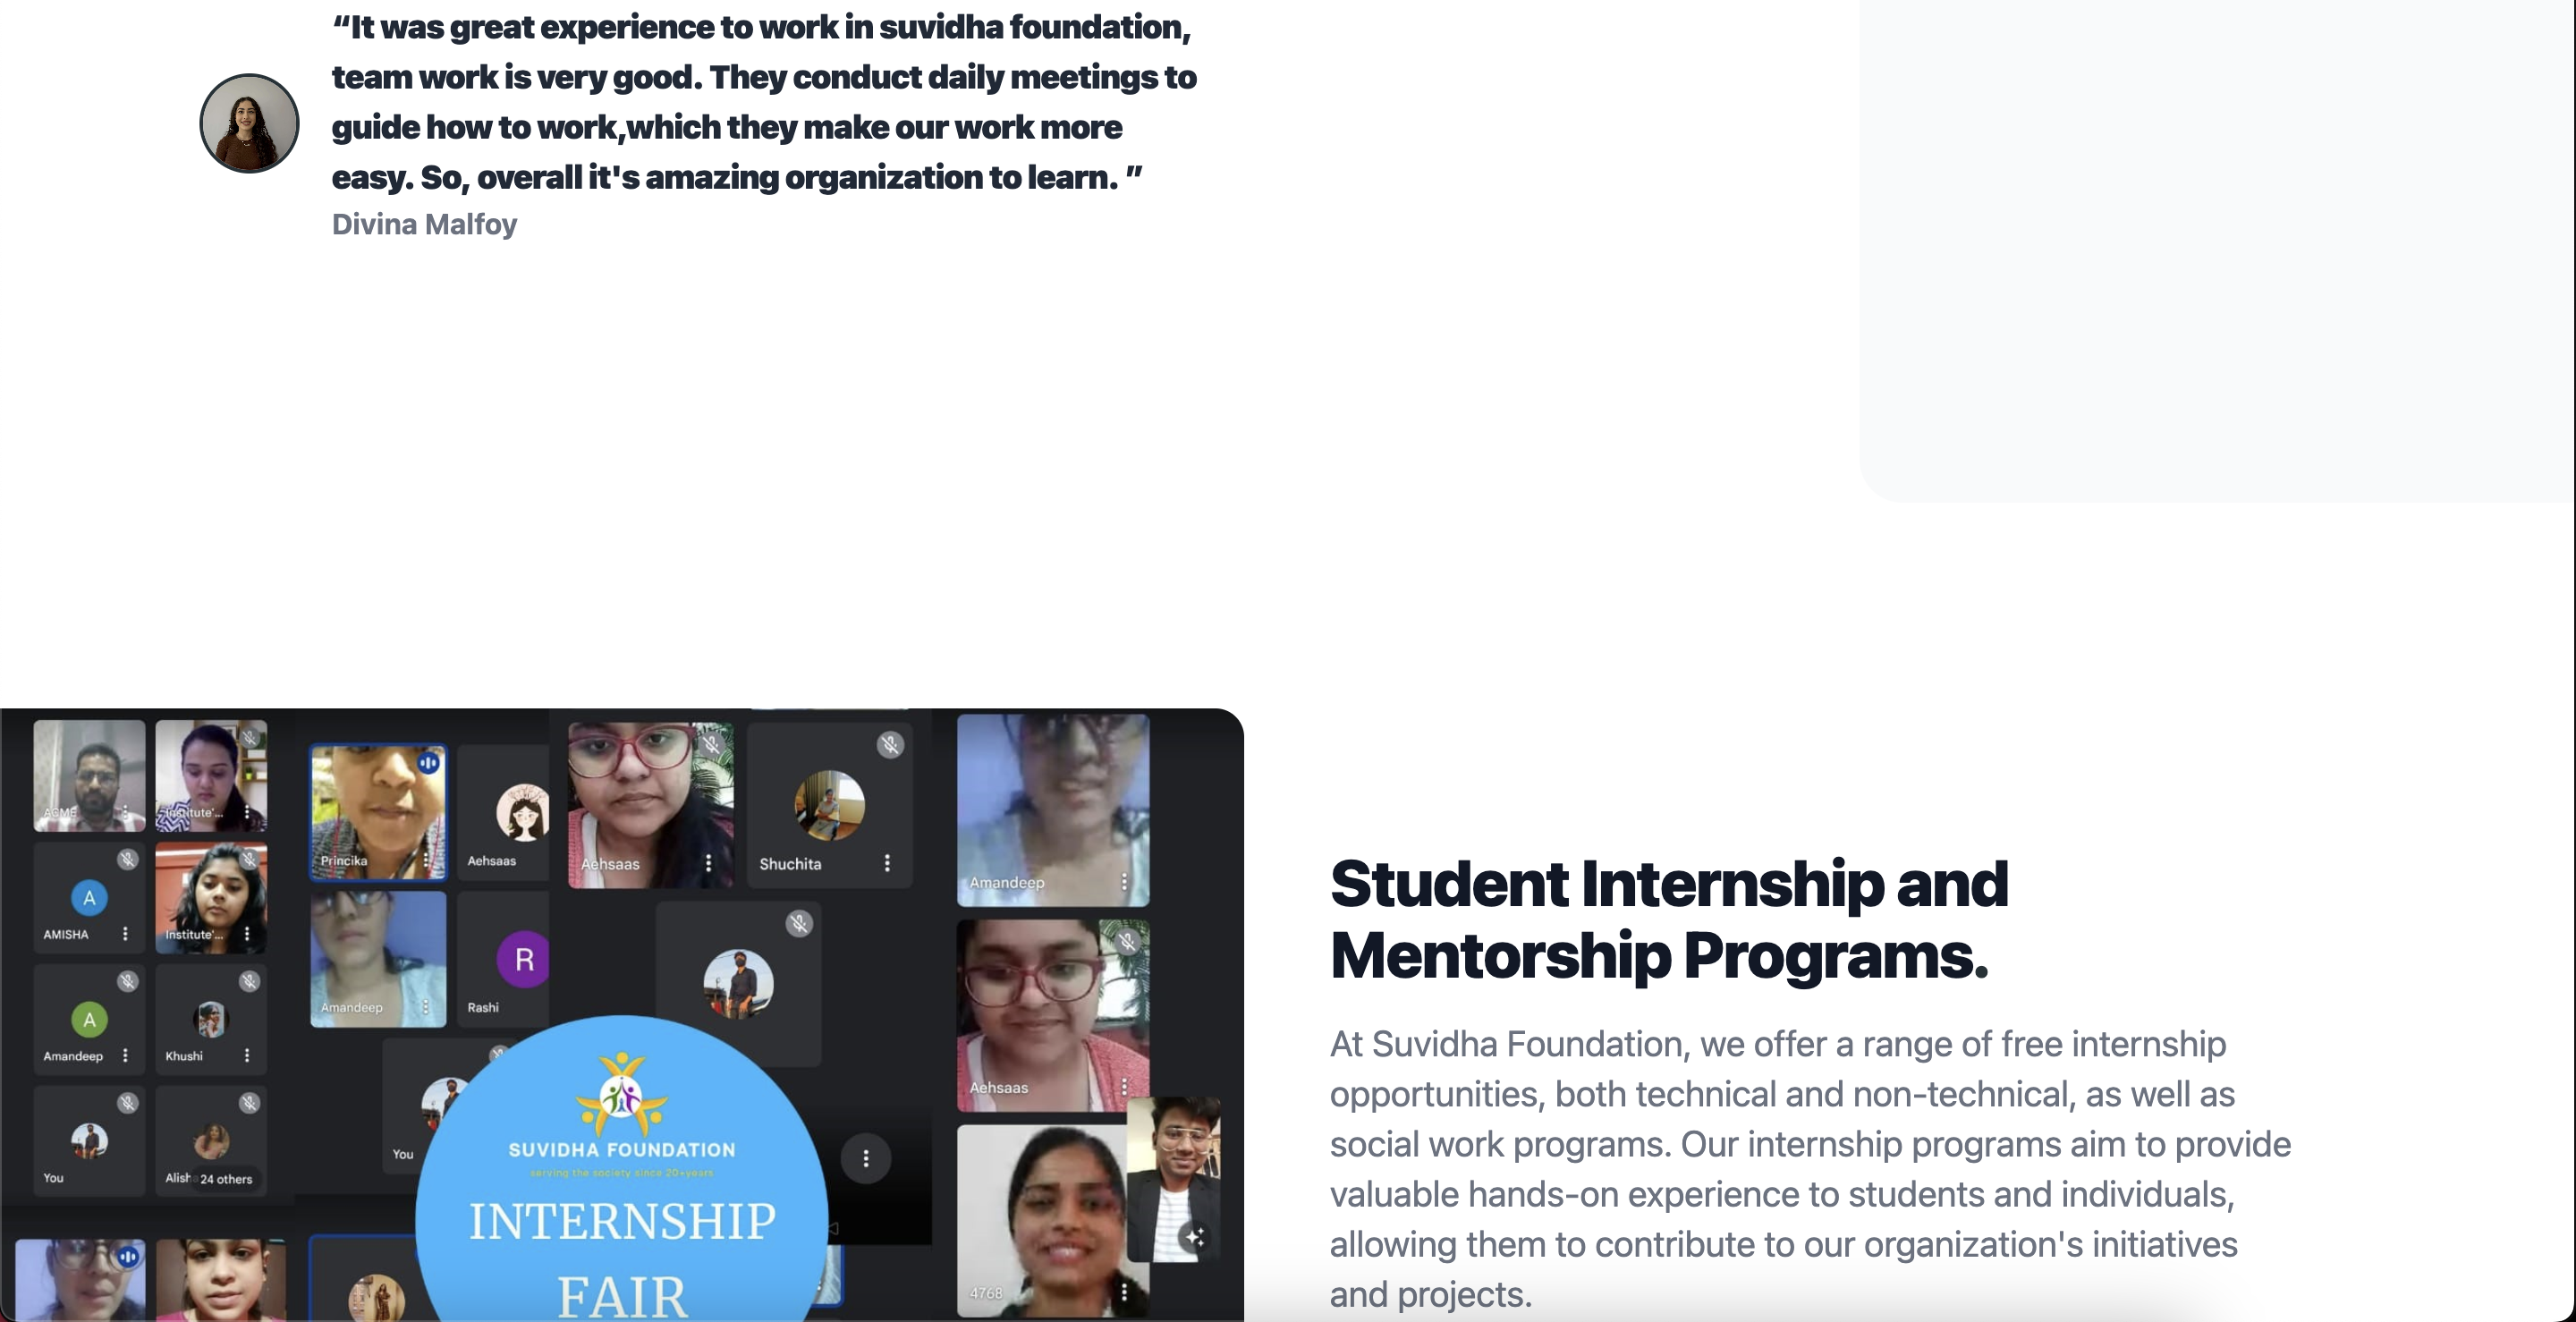 “It was great experience to work in suvidha foundation,
team work is very good. They conduct daily meetings to
guide how to work,which they make our work more
easy. So, overall it's amazing organization to learn. ”
Divina Malfoy
ACME
Institute'...
AMISHA
A
Institute'...
A
Amandeep
Khushi
You
Alish
24 others
Princika
Aehsaas
Amandeep
R
Rashi
You
Aehsaas
Shuchita
Amandeep
Aehsaas
4768
SUVIDHA FOUNDATION
serving the society since 20+years
INTERNSHIP
FAIR
Student Internship and
Mentorship Programs.
At Suvidha Foundation, we offer a range of free internship
opportunities, both technical and non-technical, as well as
social work programs. Our internship programs aim to provide
valuable hands-on experience to students and individuals,
allowing them to contribute to our organization's initiatives
and projects.